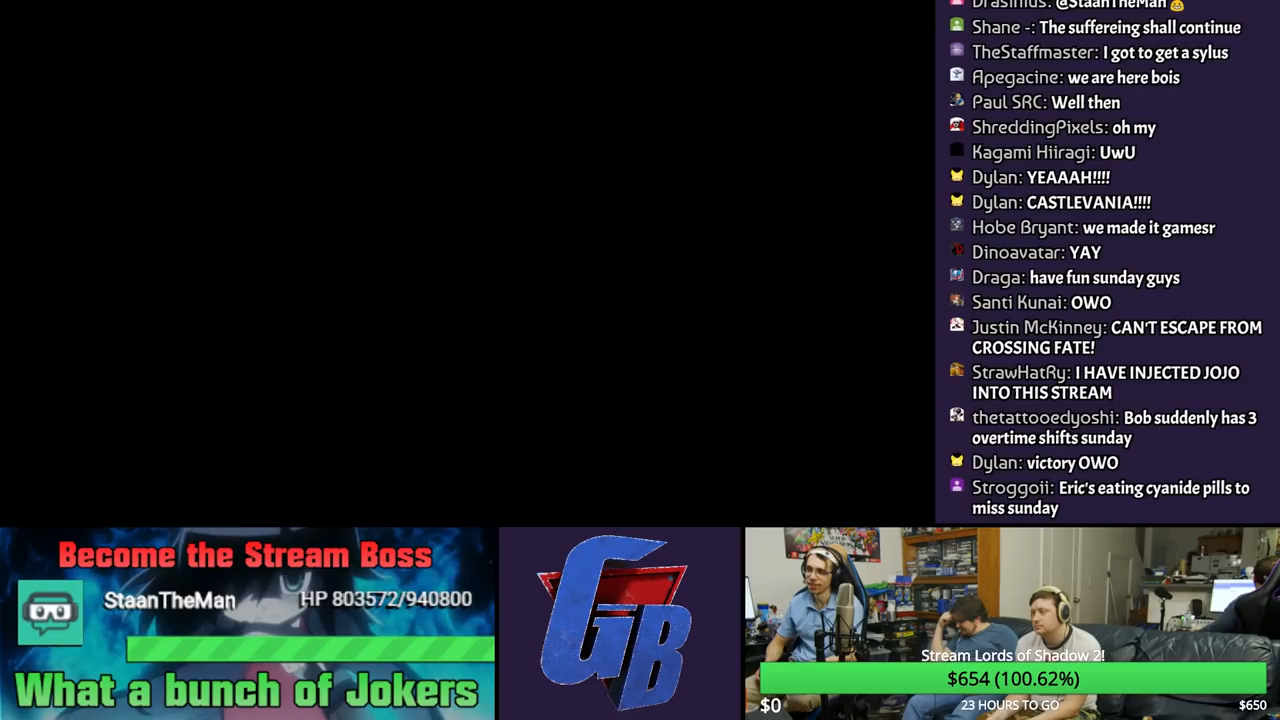 Drasinius: @StaanTheMan
Shane -: The suffereing shall continue
TheStaffmaster: I got to get a sylus
Apegacine: we are here bois
Paul SRC: Well then
ShreddingPixels: oh my
Kagami Hiiragi: UwU
Dylan: YEAAAH!!!!
Dylan: CASTLEVANIA!!!!
Hobe Bryant: we made it gamesr
Dinoavatar: YAY
Draga: have fun sunday guys
Santi Kunai: OWO
Justin McKinney: CAN'T ESCAPE FROM
CROSSING FATE!
StrawHatRy: I HAVE INJECTED JOJO
INTO THIS STREAM
thetattooedyoshi: Bob suddenly has 3
overtime shifts sunday
Dylan: victory OWO
Stroggoii: Eric's eating cyanide pills to
miss sunday
Become the Stream Boss
StaanTheMan HP 803572/940800
What a bunch of Jokers
GB
Stream Lords of Shadow 2!
$654 (100.62%)
$0 23 HOURS TO GO $650